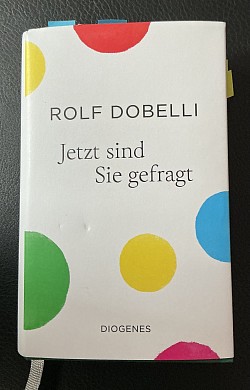 ROLF DOBELLI
Jetzt sind
Sie gefragt
DIOGENES